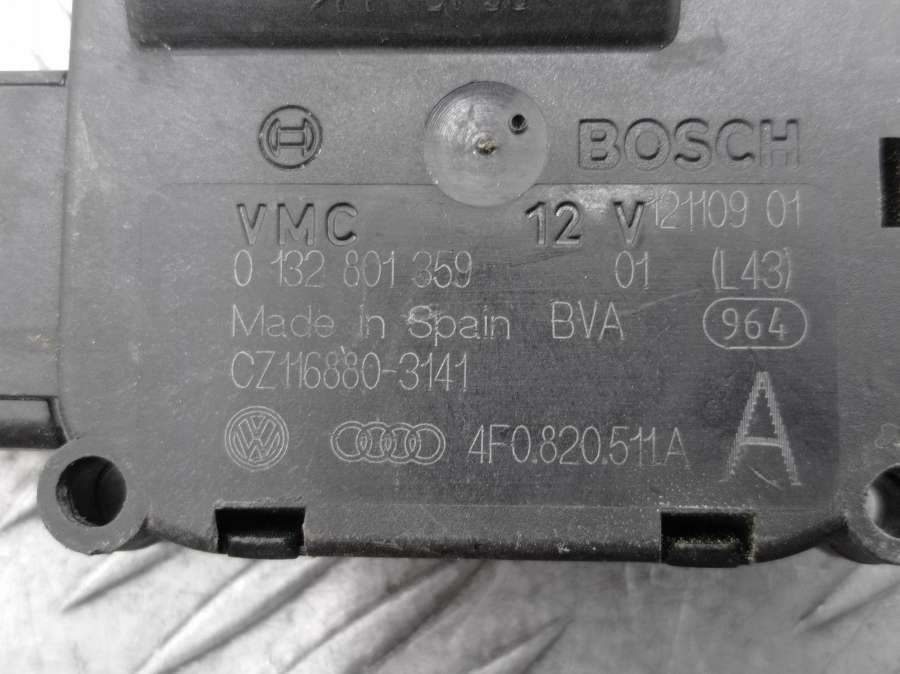 BOSCH
VMC 12 V 121109 01
0 132 801 359 01 (L43)
Made in Spain BVA 964
CZ116880-3141
VW 4F0.820.511A A